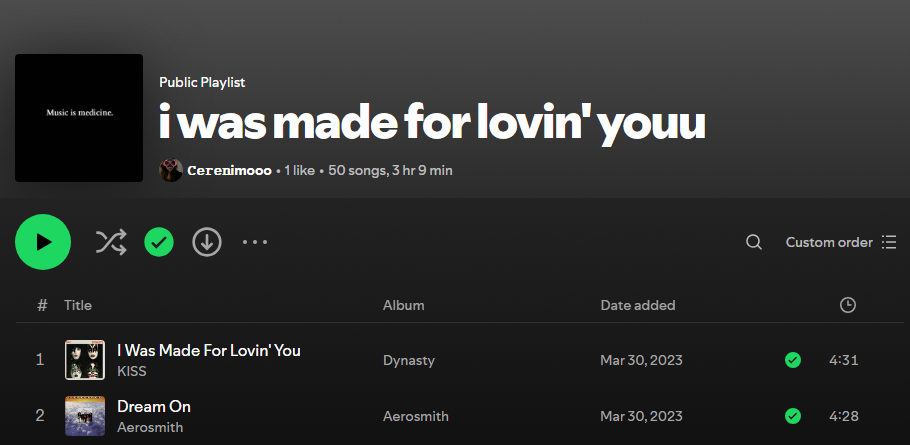 Public Playlist
Music is medicine.
i was made for lovin' youu
Cerenimooo • 1 like • 50 songs, 3 hr 9 min
Custom order
# Title Album Date added
1 I Was Made For Lovin' You Dynasty Mar 30, 2023 4:31
KISS
2 Dream On Aerosmith Mar 30, 2023 4:28
Aerosmith